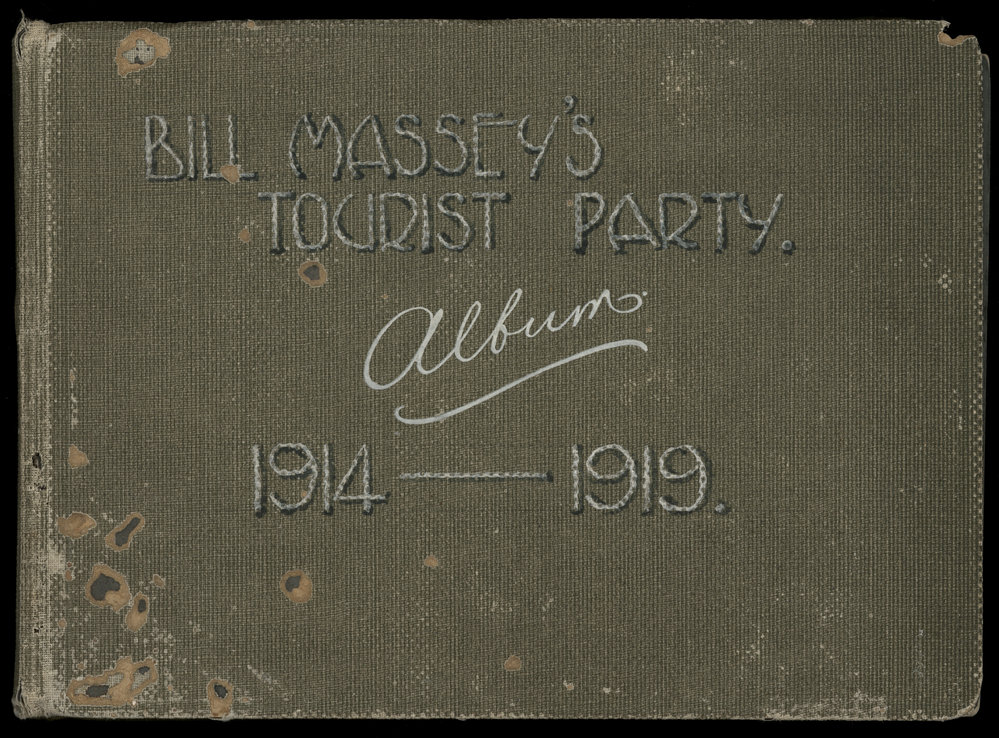 BILL MASSEY'S
TOURIST PARTY.
Album.
1914 — 1919.